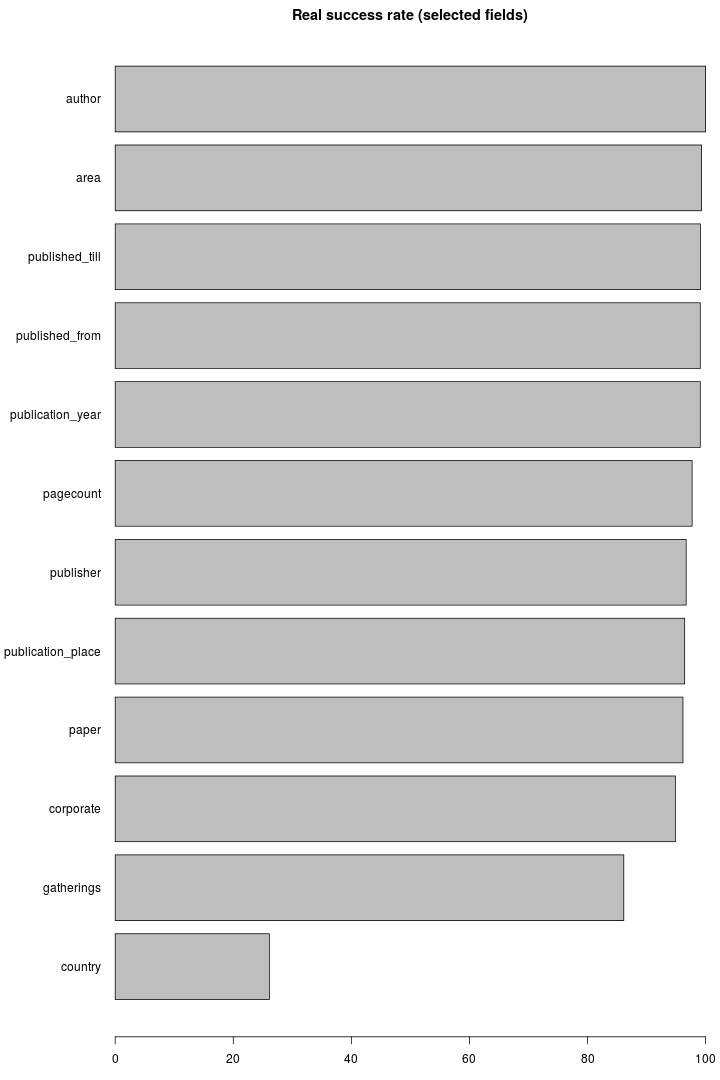 Real success rate (selected fields)
author
area
published_till
published_from
publication_year
pagecount
publisher
publication_place
paper
corporate
gatherings
country
0 20 40 60 80 100